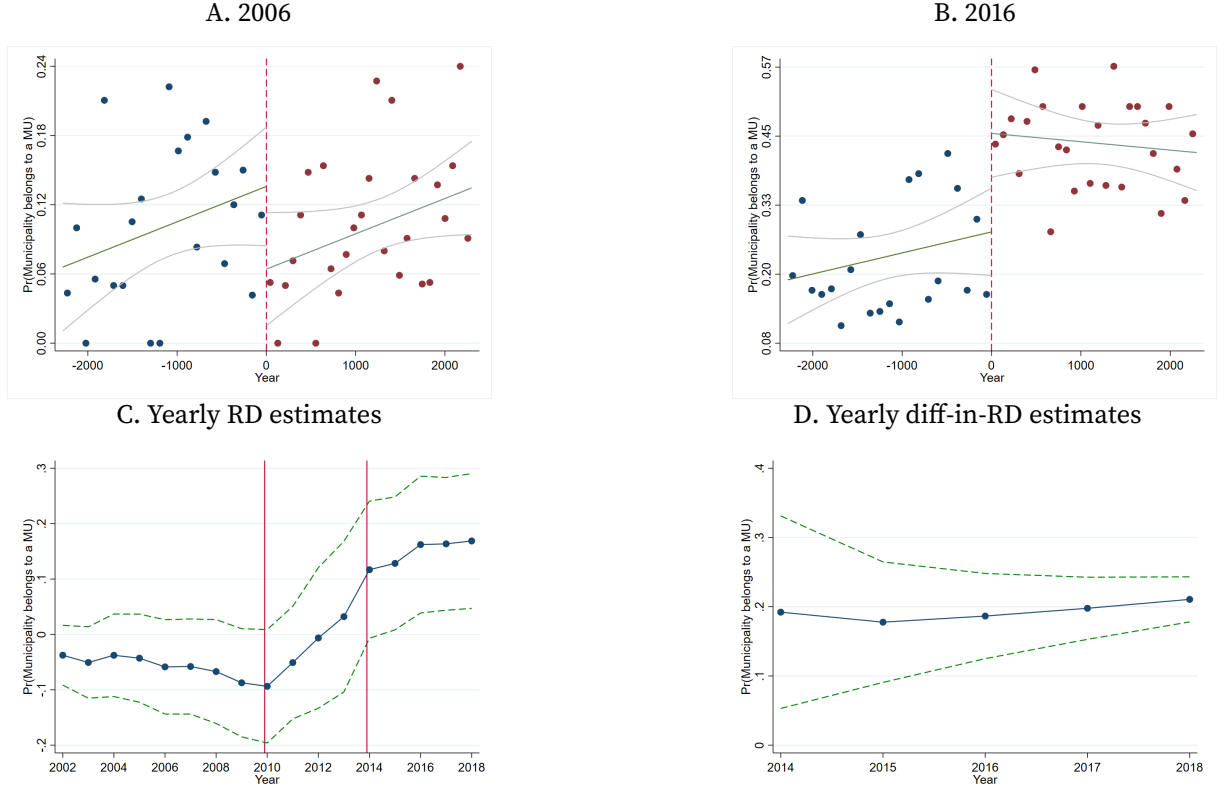 A. 2006
Pr(Municipality belongs to a MU)
0.24
0.18
0.12
0.06
0.00
-2000 -1000 0 1000 2000
Year
B. 2016
Pr(Municipality belongs to a MU)
0.57
0.45
0.33
0.20
0.08
-2000 -1000 0 1000 2000
Year
C. Yearly RD estimates
Pr(Municipality belongs to a MU)
.3
.2
.1
0
-.1
-.2
2002 2004 2006 2008 2010 2012 2014 2016 2018
Year
D. Yearly diff-in-RD estimates
Pr(Municipality belongs to a MU)
.4
.3
.2
.1
0
2014 2015 2016 2017 2018
Year